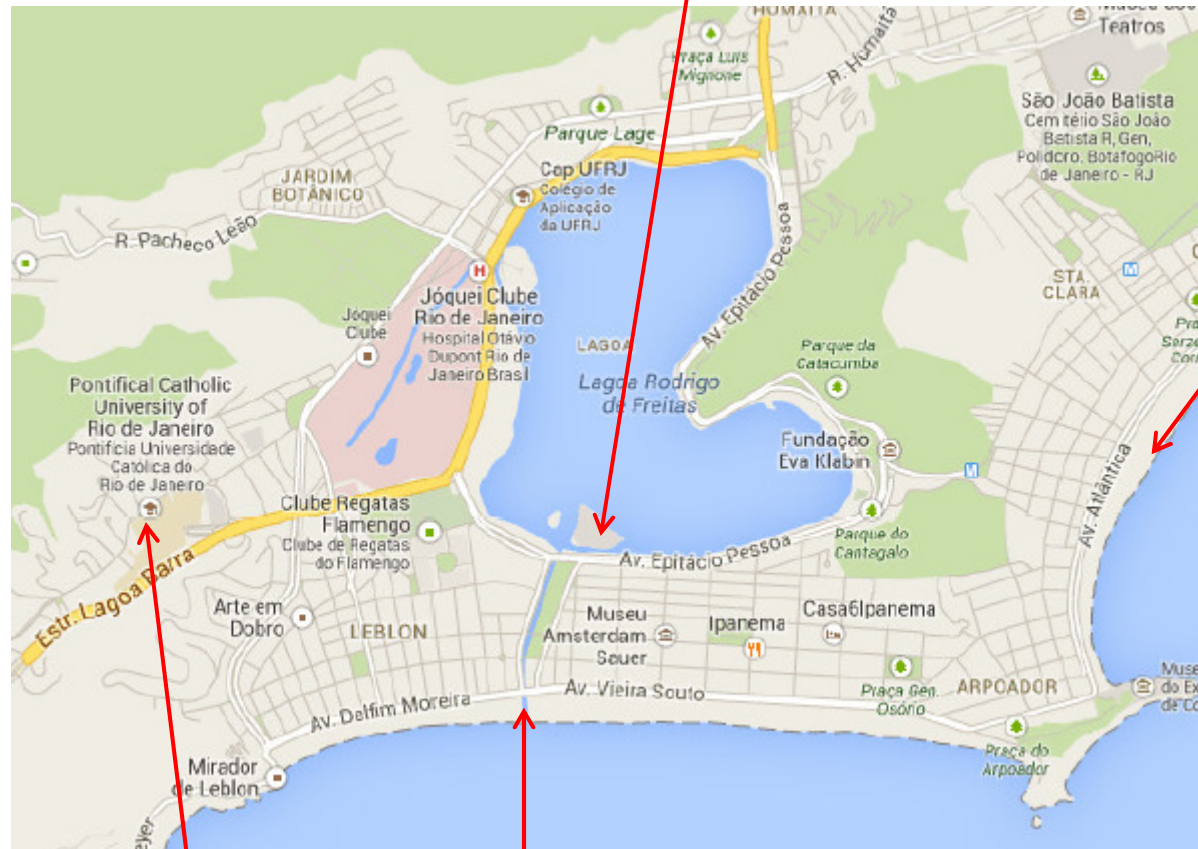 HUMAITÁ
Teatros
Praça Luis
Mignone
R. Humaitá
São João Batista
Cemitério São João
Batista R, Gen,
Polidoro, BotafogoRio
de Janeiro - RJ
Parque Lage
Cap UFRJ
Colégio de
Aplicação
da UFRJ
JARDIM
BOTÂNICO
R. Pacheco Leão
Av. Epitácio Pessoa
STA.
CLARA
H
M
Jóquei Clube
Rio de Janeiro
Hospital Otávio
Dupont Rio de
Janeiro Brasil
Jóquei
Clube
LAGOA
Lagoa Rodrigo
de Freitas
Parque da
Catacumba
Pontifical Catholic
University of
Rio de Janeiro
Pontifícia Universidade
Católica do
Rio de Janeiro
Fundação
Eva Klabin
M
Av. Atlântica
Clube Regatas
Flamengo
Clube de Regatas
do Flamengo
Parque do
Cantagalo
Av. Epitácio Pessoa
Estr. Lagoa Barra
Arte em
Dobro
LEBLON
Museu
Amsterdam
Sauer
Ipanema
Casa6Ipanema
Av. Delfim Moreira
Av. Vieira Souto
Praça Gen.
Osório
ARPOADOR
Praça do
Arpoador
Mirador
de Leblon